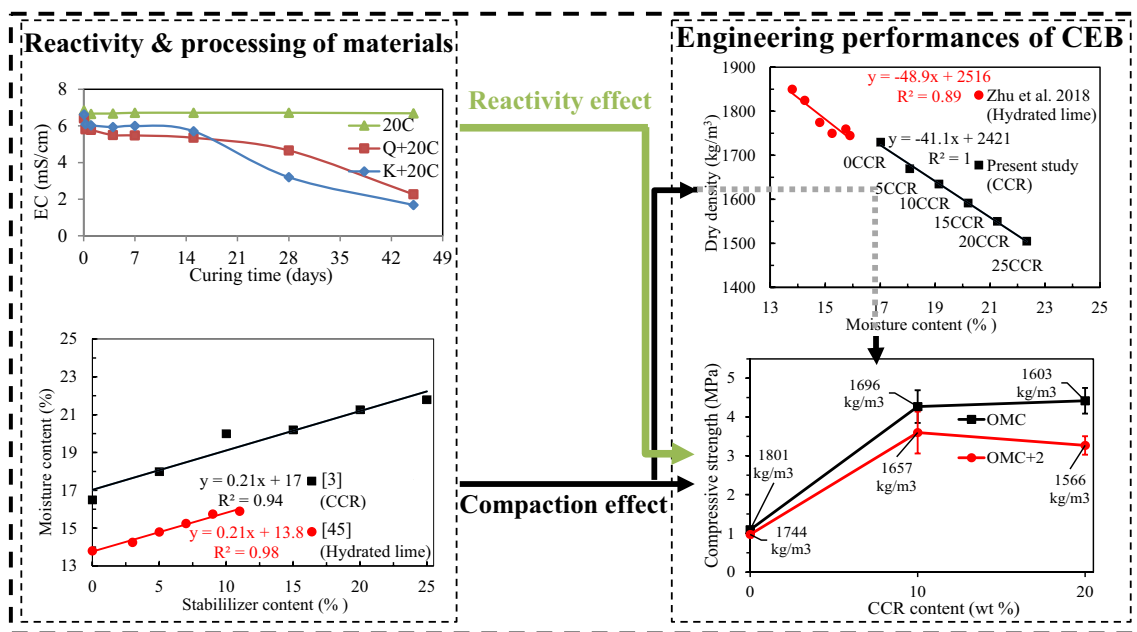 Reactivity & processing of materials
EC (mS/cm)
8
6
4
2
0
20C
Q+20C
K+20C
0 7 14 21 28 35 42 49
Curing time (days)
Moisture content (%)
25
23
21
19
17
15
13
y = 0.21x + 17
R² = 0.94
[3]
(CCR)
y = 0.21x + 13.8
R² = 0.98
[45]
(Hydrated lime)
0 5 10 15 20 25
Stabililizer content (% )
Reactivity effect
Compaction effect
Engineering performances of CEB
Dry density (kg/m³)
1900
1800
1700
1600
1500
1400
y = -48.9x + 2516
R² = 0.89
Zhu et al. 2018
(Hydrated lime)
y = -41.1x + 2421
R² = 1
Present study
(CCR)
0CCR
5CCR
10CCR
15CCR
20CCR
25CCR
13 15 17 19 21 23 25
Moisture content (% )
Compressive strength (MPa)
5
4
3
2
1
0
1801
kg/m3
1744
kg/m3
1696
kg/m3
1657
kg/m3
1603
kg/m3
1566
kg/m3
OMC
OMC+2
0 10 20
CCR content (wt %)